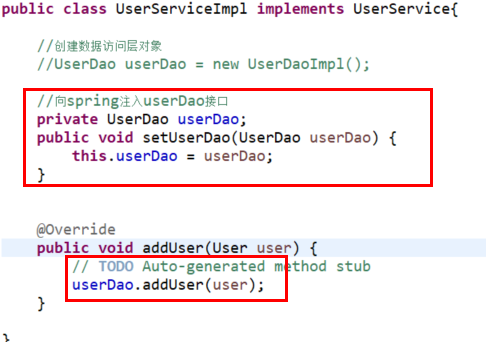 public class UserServiceImpl implements UserService{
//创建数据访问层对象
//UserDao userDao = new UserDaoImpl();
//向spring注入userDao接口
private UserDao userDao;
public void setUserDao(UserDao userDao) {
this.userDao = userDao;
}
@Override
public void addUser(User user) {
// TODO Auto-generated method stub
userDao.addUser(user);
}
}